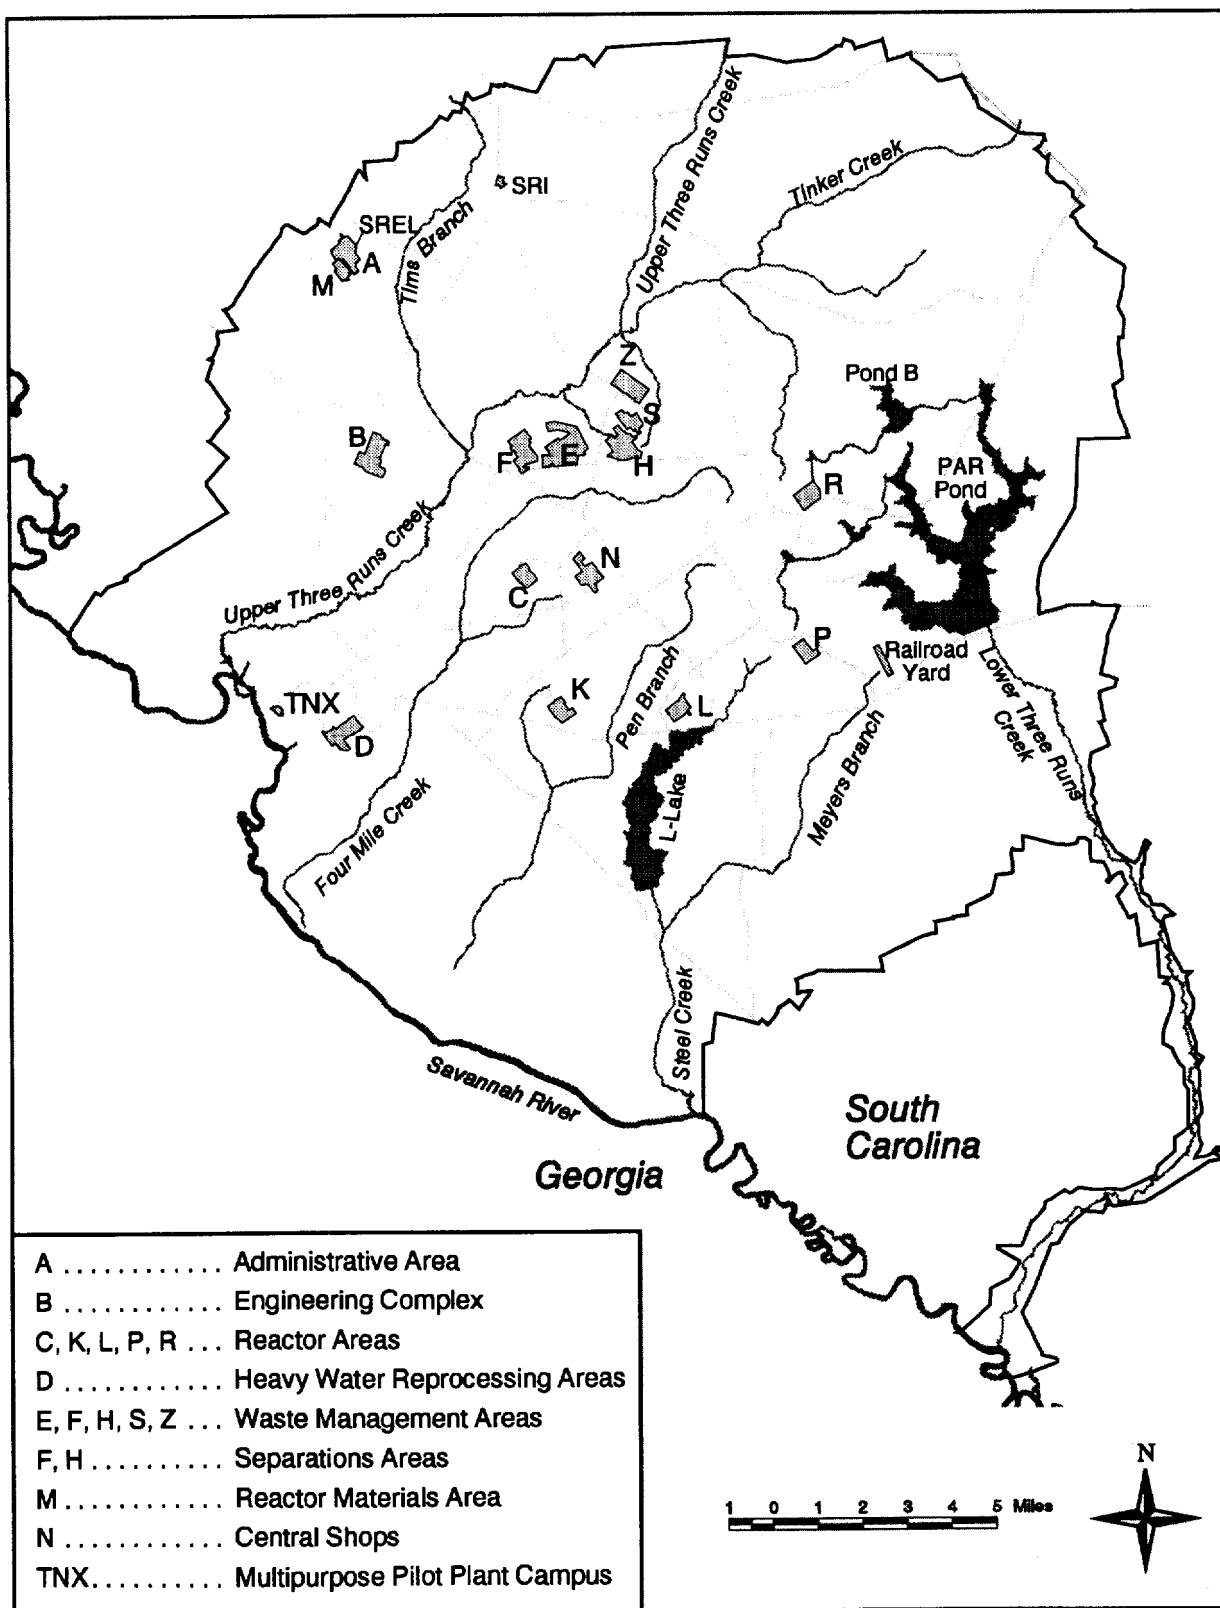 Upper Three Runs Creek
Tinker Creek
SRI
Tims Branch
SREL
A
M
Z
Pond B
S
B
F
E
H
PAR
Pond
R
Upper Three Runs Creek
N
C
P
Railroad
Yard
Lower Three Runs
Creek
Pen Branch
K
L
TNX
D
Meyers Branch
L-Lake
Four Mile Creek
Steel Creek
Savannah River
South
Carolina
Georgia
A ............ Administrative Area
B ............ Engineering Complex
C, K, L, P, R ... Reactor Areas
D ............ Heavy Water Reprocessing Areas
E, F, H, S, Z ... Waste Management Areas
F, H .......... Separations Areas
M ............ Reactor Materials Area
N ............ Central Shops
TNX.......... Multipurpose Pilot Plant Campus
N
1 0 1 2 3 4 5 Miles